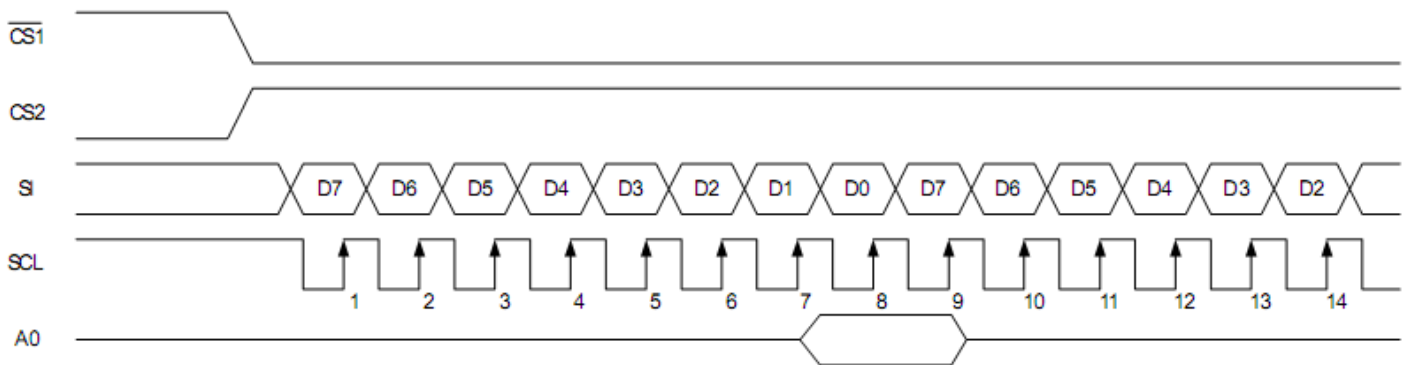 CS1
CS2
SI D7 D6 D5 D4 D3 D2 D1 D0 D7 D6 D5 D4 D3 D2
SCL
1 2 3 4 5 6 7 8 9 10 11 12 13 14
A0